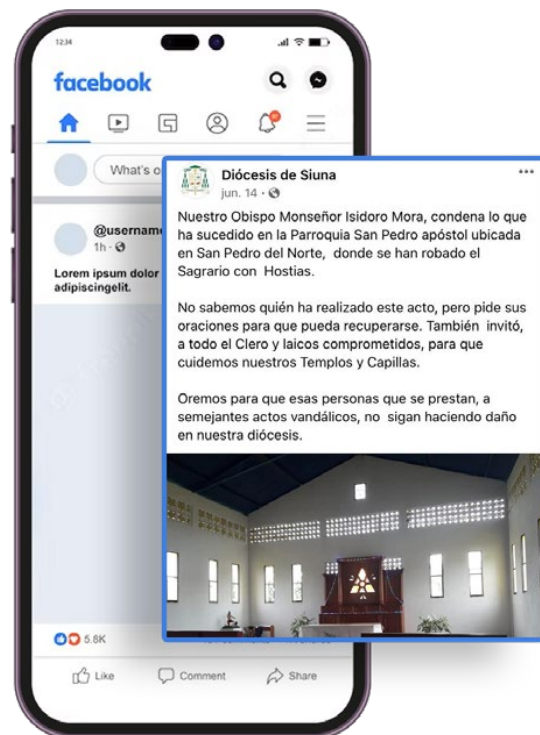 12:34
facebook
What's o
@username
1h
Lorem ipsum dolor
adipiscingelit.
Diócesis de Siuna
jun. 14
Nuestro Obispo Monseñor Isidoro Mora, condena lo que
ha sucedido en la Parroquia San Pedro apóstol ubicada
en San Pedro del Norte, donde se han robado el
Sagrario con Hostias.
No sabemos quién ha realizado este acto, pero pide sus
oraciones para que pueda recuperarse. También invitó,
a todo el Clero y laicos comprometidos, para que
cuidemos nuestros Templos y Capillas.
Oremos para que esas personas que se prestan, a
semejantes actos vandálicos, no sigan haciendo daño
en nuestra diócesis.
5.6K
Like Comment Share